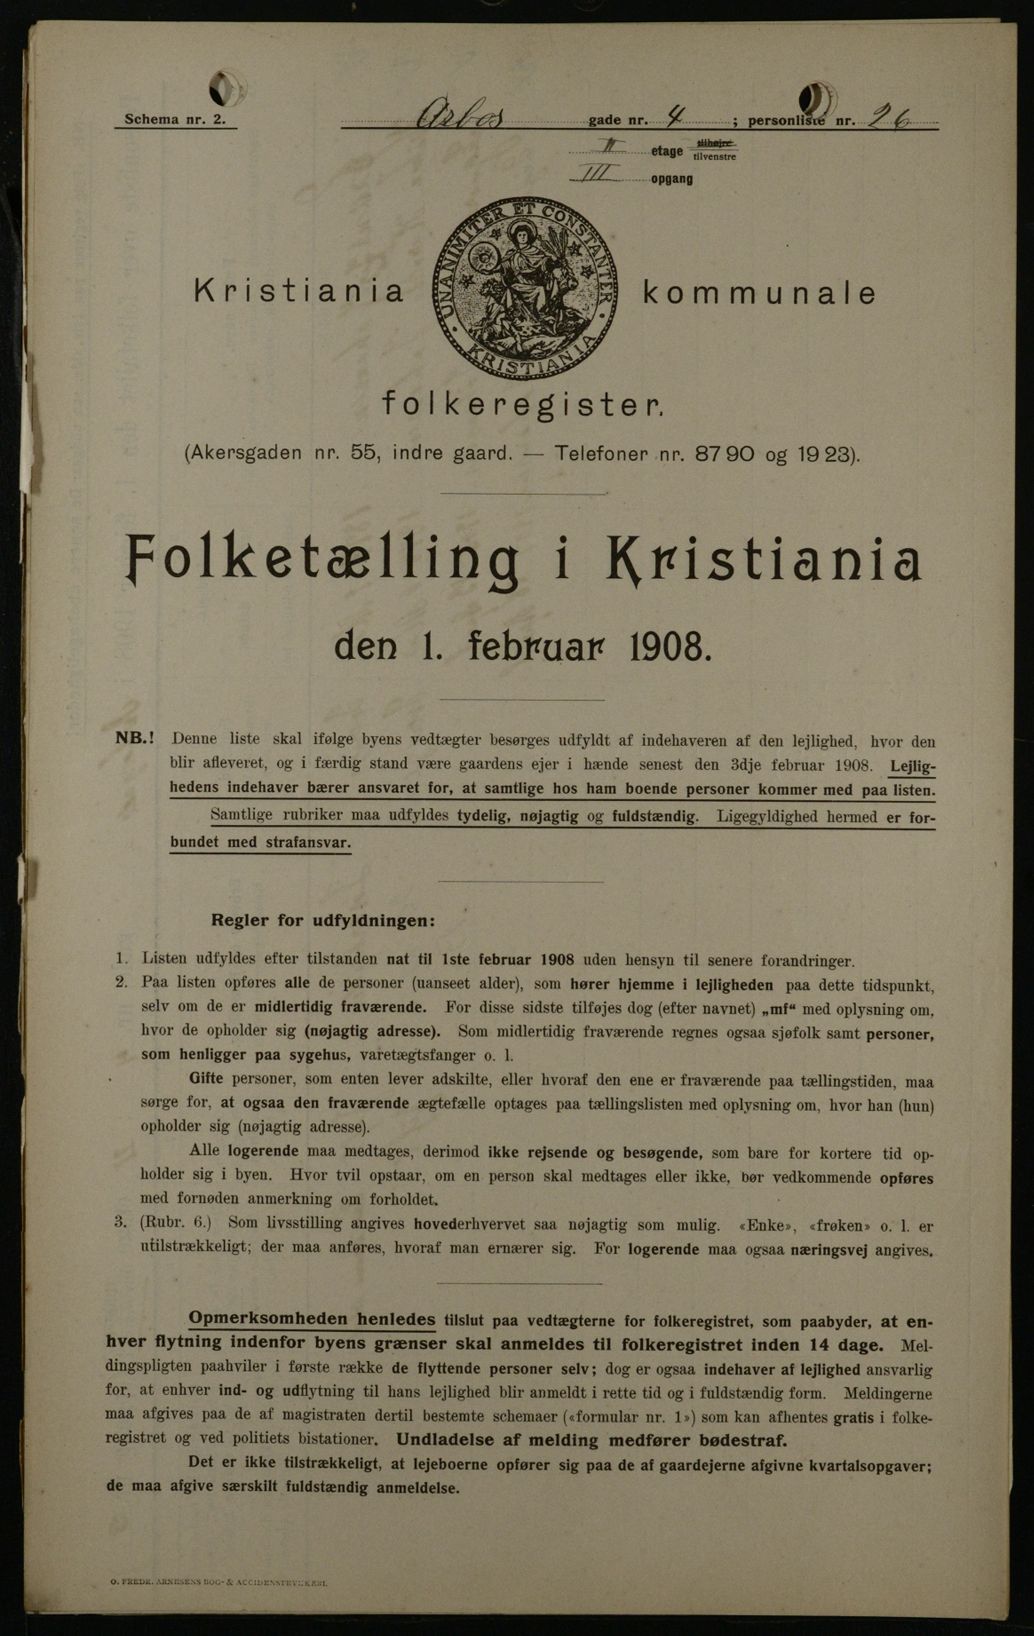 Schema nr. 2.
Arbos gade nr. 4 ; personliste nr. 26
II etage tilhøjre tilvenstre
III opgang
UNANIMITER ET CONSTANTER
KRISTIANIA
Kristiania kommunale
folkeregister.
(Akersgaden nr. 55, indre gaard. — Telefoner nr. 8790 og 1923).
Folketælling i Kristiania
den 1. februar 1908.
NB.! Denne liste skal ifølge byens vedtægter besørges udfyldt af indehaveren af den lejlighed, hvor den
blir afleveret, og i færdig stand være gaardens ejer i hænde senest den 3dje februar 1908. Lejlig-
hedens indehaver bærer ansvaret for, at samtlige hos ham boende personer kommer med paa listen.
Samtlige rubriker maa udfyldes tydelig, nøjagtig og fuldstændig. Ligegyldighed hermed er for-
bundet med strafansvar.
Regler for udfyldningen:
1. Listen udfyldes efter tilstanden nat til 1ste februar 1908 uden hensyn til senere forandringer.
2. Paa listen opføres alle de personer (uanseet alder), som hører hjemme i lejligheden paa dette tidspunkt,
selv om de er midlertidig fraværende. For disse sidste tilføjes dog (efter navnet) „mf“ med oplysning om,
hvor de opholder sig (nøjagtig adresse). Som midlertidig fraværende regnes ogsaa sjøfolk samt personer,
som henligger paa sygehus, varetægtsfanger o. l.
Gifte personer, som enten lever adskilte, eller hvoraf den ene er fraværende paa tællingstiden, maa
sørge for, at ogsaa den fraværende ægtefælle optages paa tællingslisten med oplysning om, hvor han (hun)
opholder sig (nøjagtig adresse).
Alle logerende maa medtages, derimod ikke rejsende og besøgende, som bare for kortere tid op-
holder sig i byen. Hvor tvil opstaar, om en person skal medtages eller ikke, bør vedkommende opføres
med fornøden anmerkning om forholdet.
3. (Rubr. 6.) Som livsstilling angives hovederhvervet saa nøjagtig som mulig. «Enke», «frøken» o. l. er
utilstrækkeligt; der maa anføres, hvoraf man ernærer sig. For logerende maa ogsaa næringsvej angives.
Opmerksomheden henledes tilslut paa vedtægterne for folkeregistret, som paabyder, at en-
hver flytning indenfor byens grænser skal anmeldes til folkeregistret inden 14 dage. Mel-
dingspligten paahviler i første række de flyttende personer selv; dog er ogsaa indehaver af lejlighed ansvarlig
for, at enhver ind- og udflytning til hans lejlighed blir anmeldt i rette tid og i fuldstændig form. Meldingerne
maa afgives paa de af magistraten dertil bestemte schemaer («formular nr. 1») som kan afhentes gratis i folke-
registret og ved politiets bistationer. Undladelse af melding medfører bødestraf.
Det er ikke tilstrækkeligt, at lejeboerne opfører sig paa de af gaardejerne afgivne kvartalsopgaver;
de maa afgive særskilt fuldstændig anmeldelse.
O. FREDR. ARNESENS BOG- & ACCIDENSTRYKKERI.